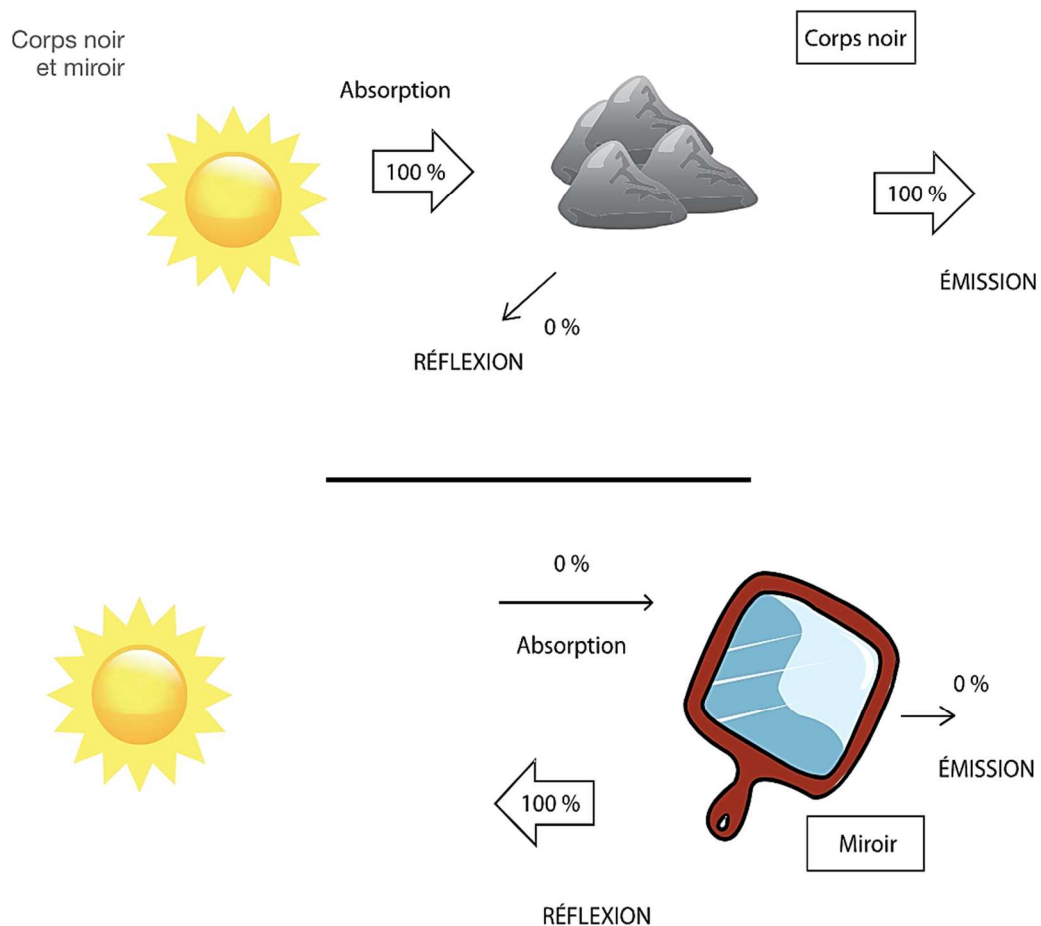 Corps noir
et miroir
Corps noir
Absorption
100 %
100 %
ÉMISSION
0 %
RÉFLEXION
0 %
Absorption
0 %
ÉMISSION
100 %
Miroir
RÉFLEXION